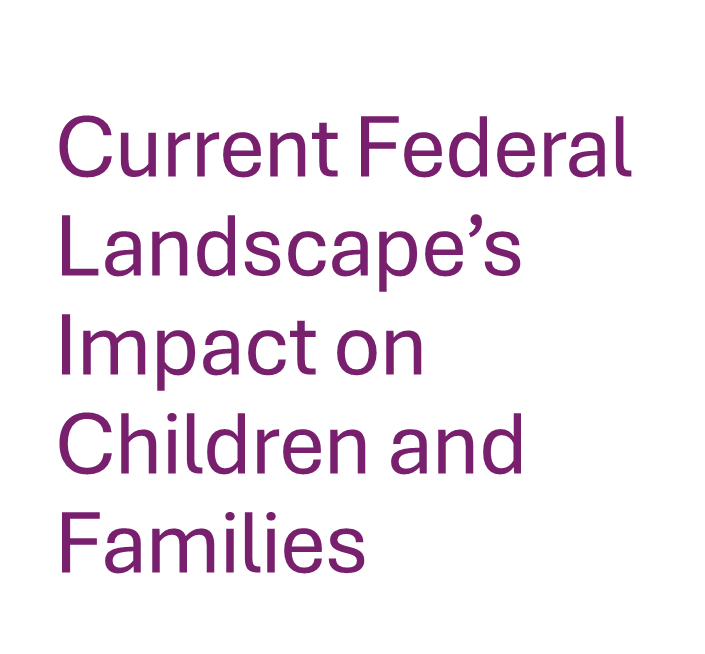 Current Federal
Landscape’s
Impact on
Children and
Families